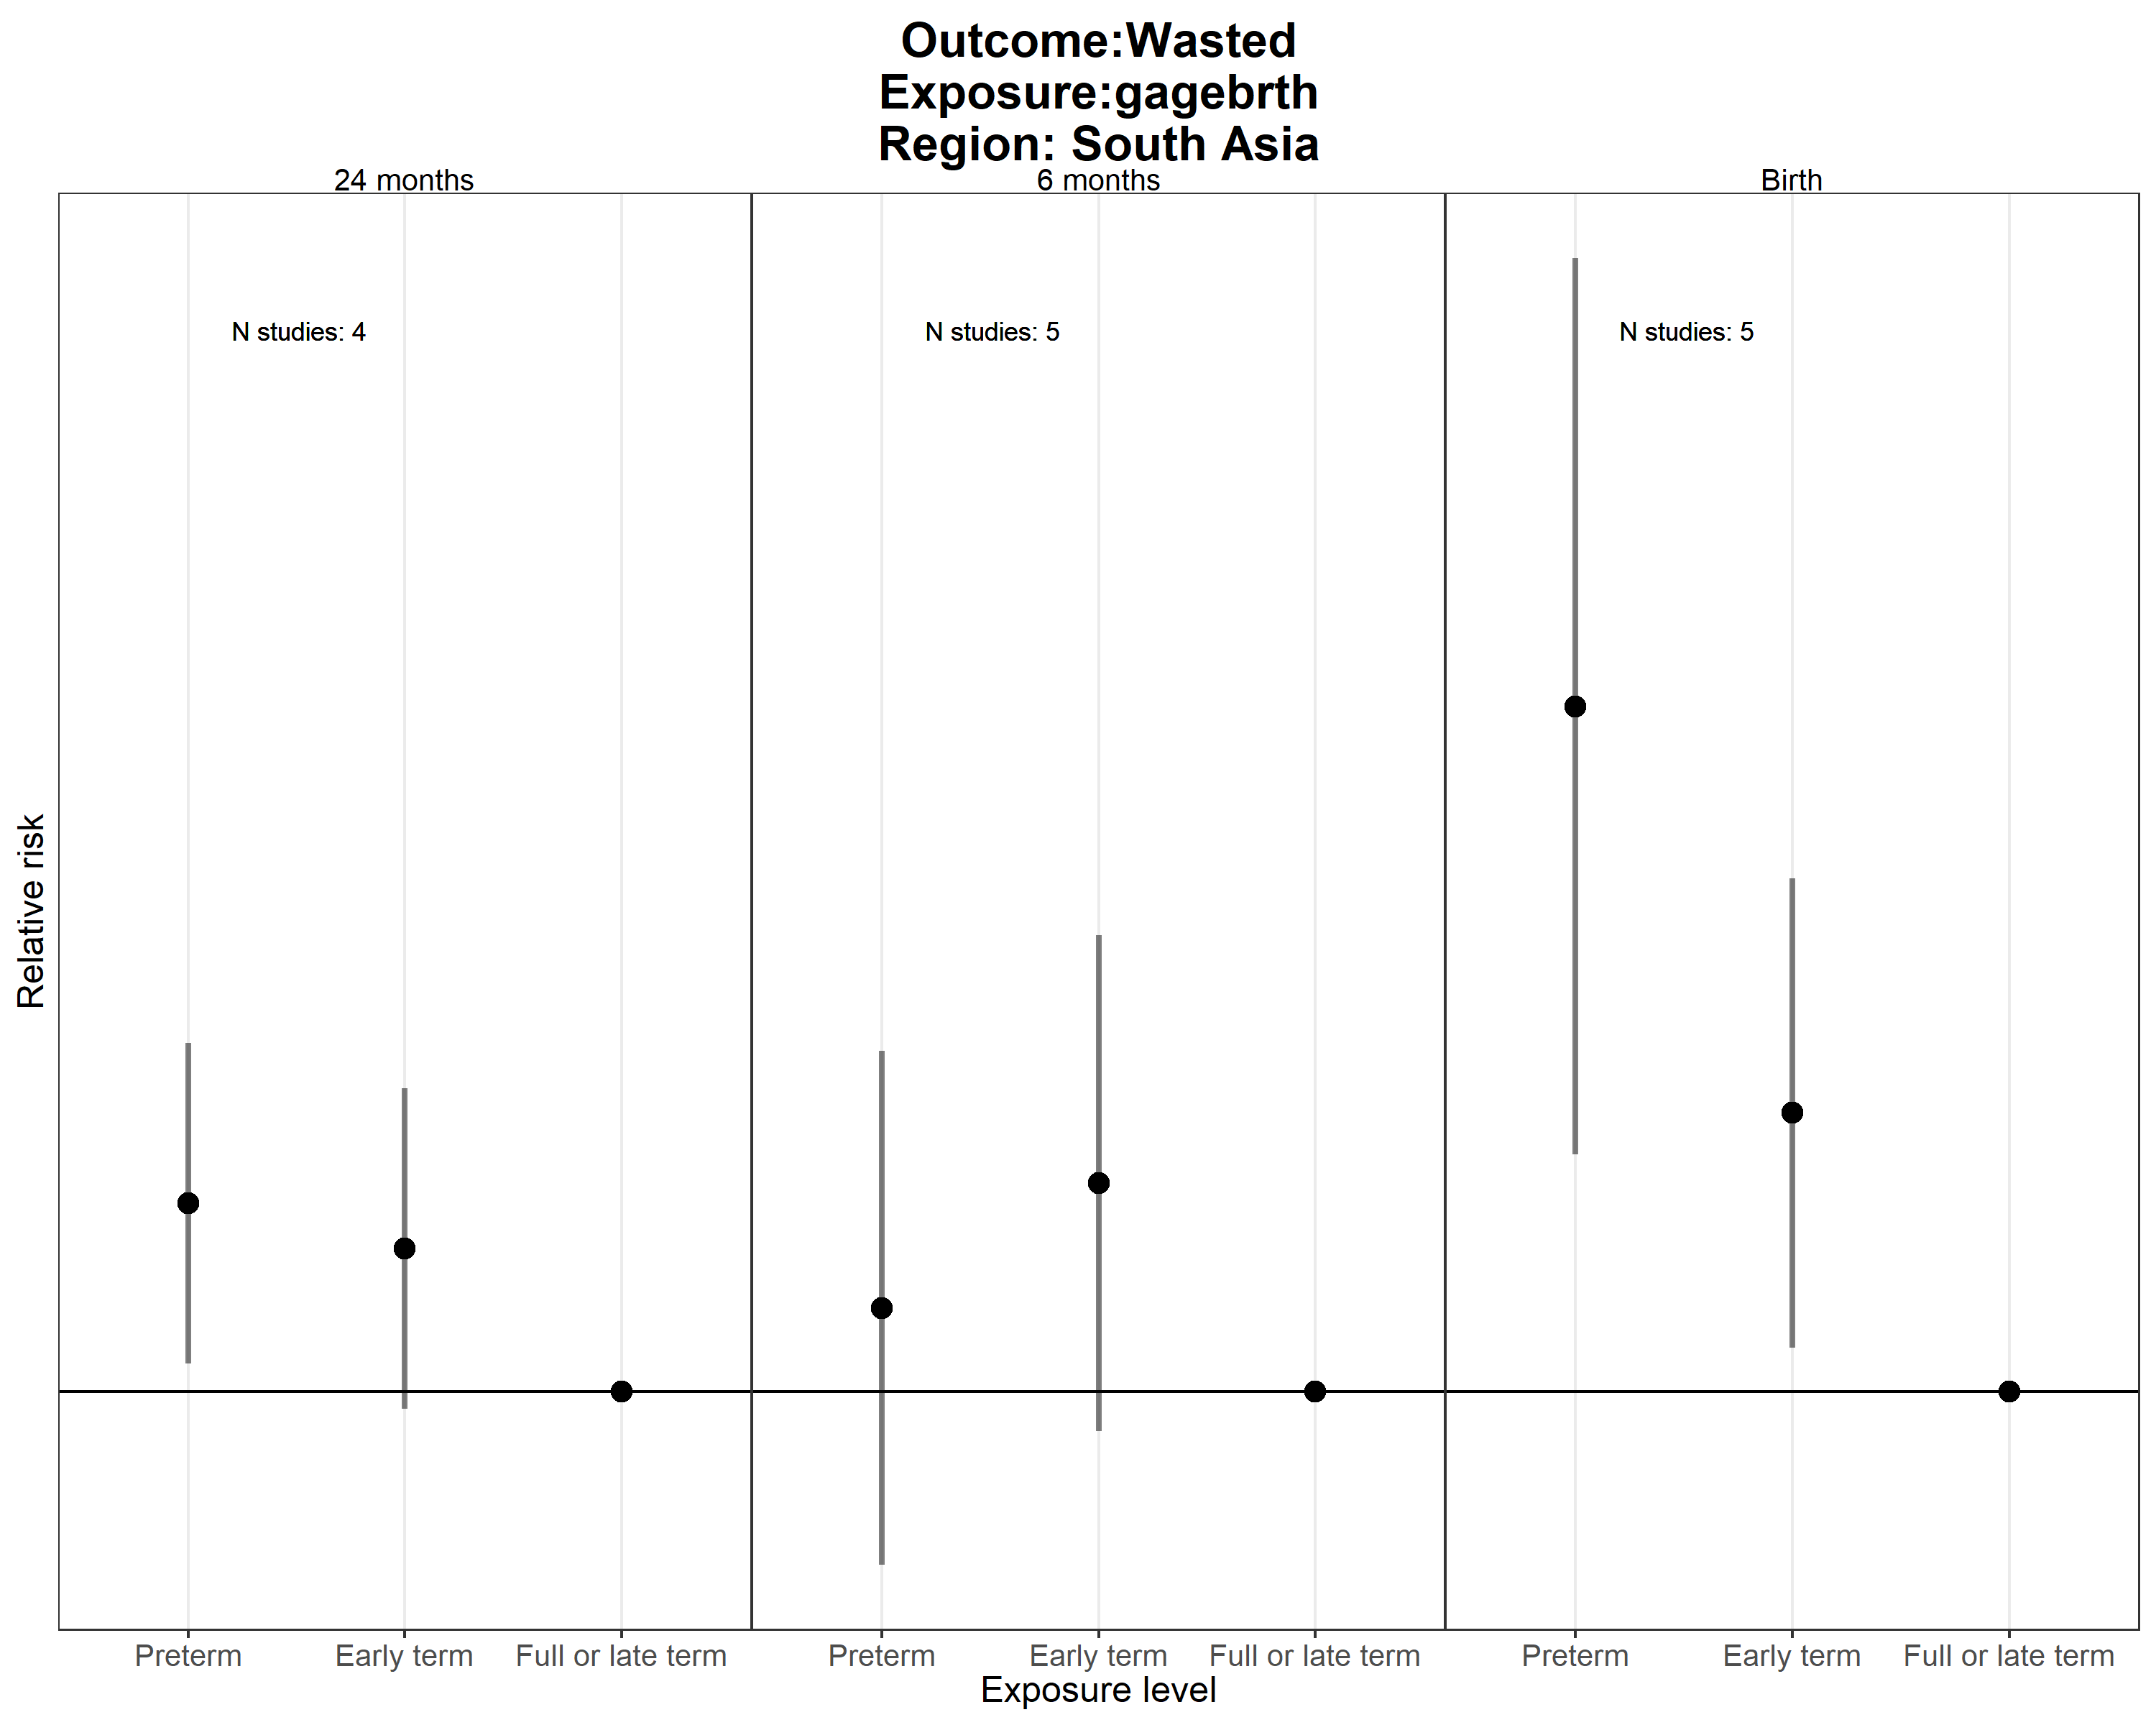 Outcome:Wasted
Exposure:gagebrth
Region: South Asia
24 months
6 months
Birth
N studies: 4
N studies: 5
N studies: 5
Relative risk
Preterm
Early term
Full or late term
Preterm
Early term
Full or late term
Preterm
Early term
Full or late term
Exposure level